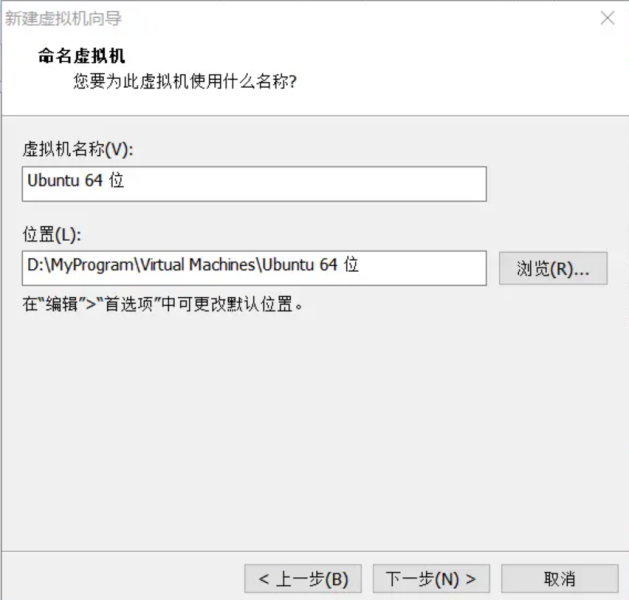 新建虚拟机向导
命名虚拟机
您要为此虚拟机使用什么名称?
虚拟机名称(V):
Ubuntu 64 位
位置(L):
D:\MyProgram\Virtual Machines\Ubuntu 64 位
浏览(R)...
在“编辑”>“首选项”中可更改默认位置。
< 上一步(B)
下一步(N) >
取消